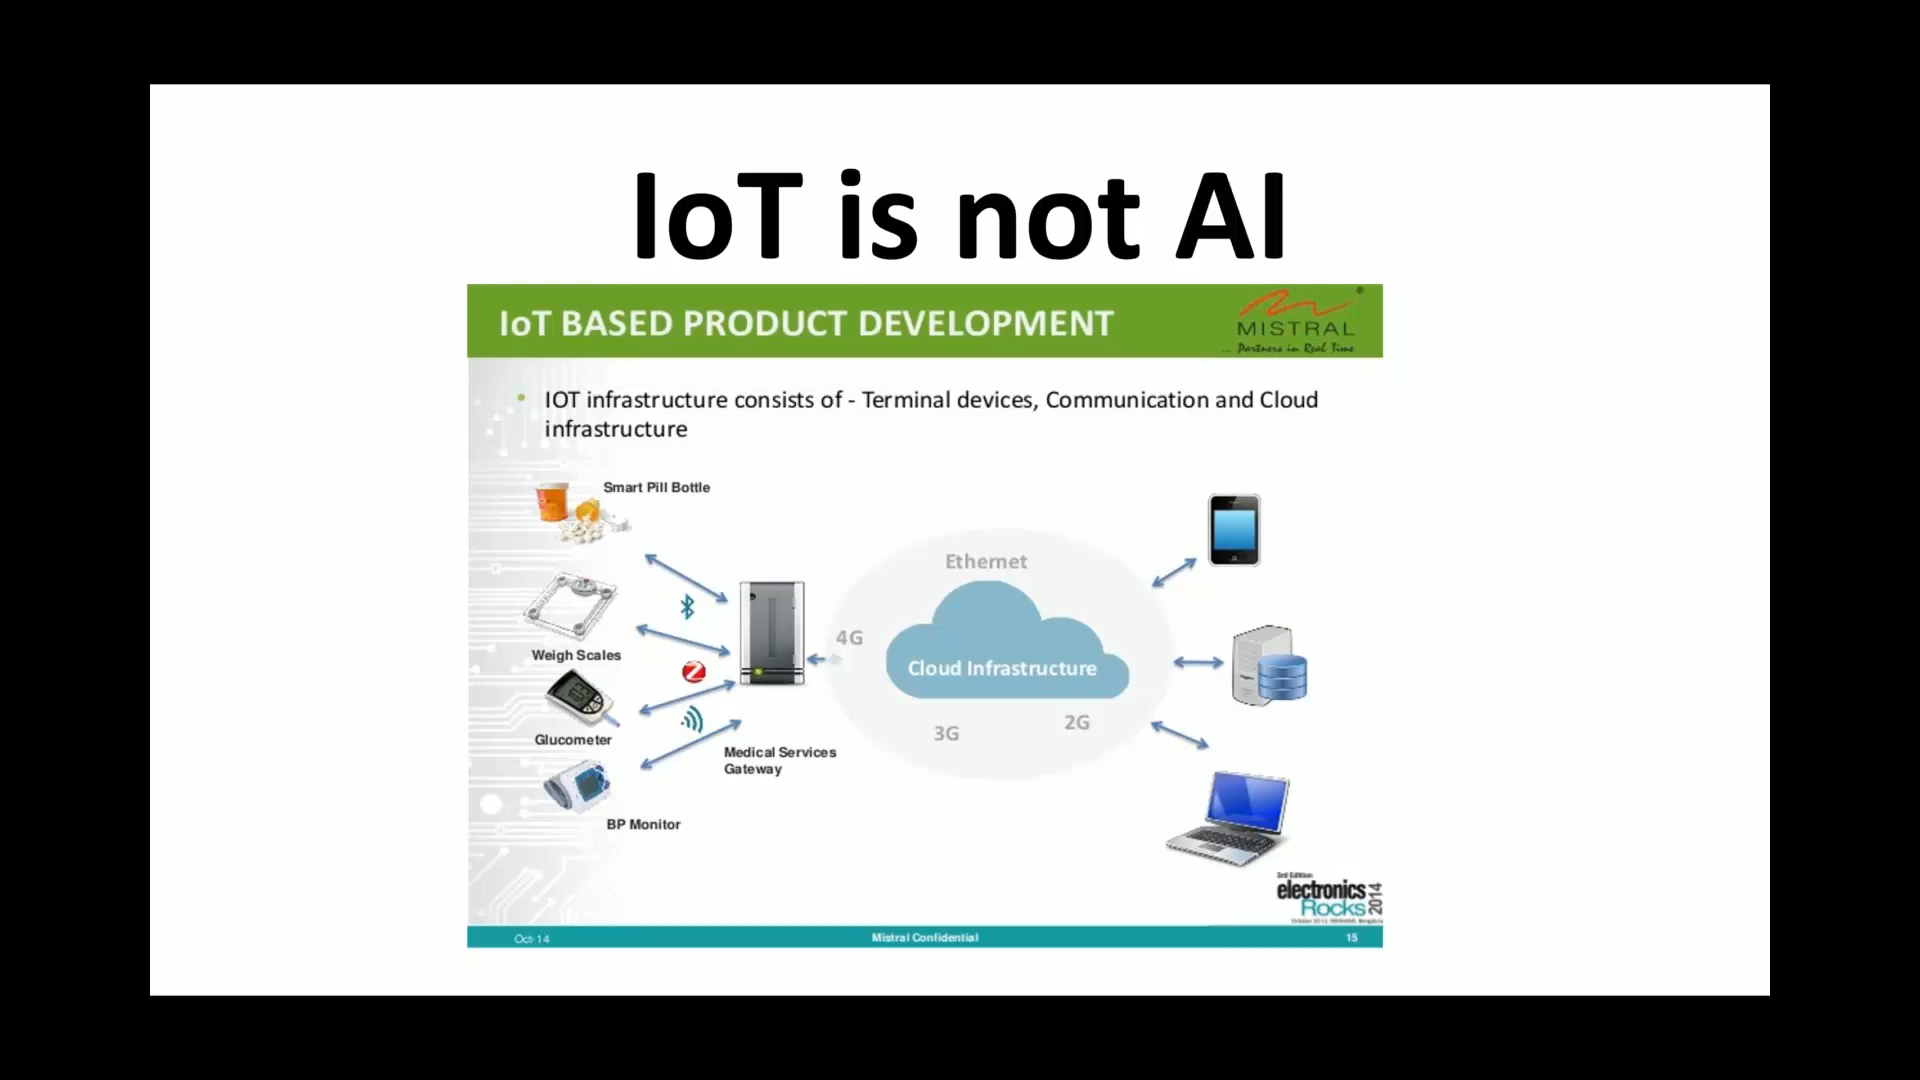 IoT is not AI
IoT BASED PRODUCT DEVELOPMENT
MISTRAL
... Partners in Real Time
• IOT infrastructure consists of - Terminal devices, Communication and Cloud
infrastructure
Smart Pill Bottle
Ethernet
4G
Weigh Scales
Cloud Infrastructure
3G
2G
Glucometer
Medical Services
Gateway
BP Monitor
3rd Edition
electronics
Rocks
2014
Oct-14
Mistral Confidential
15